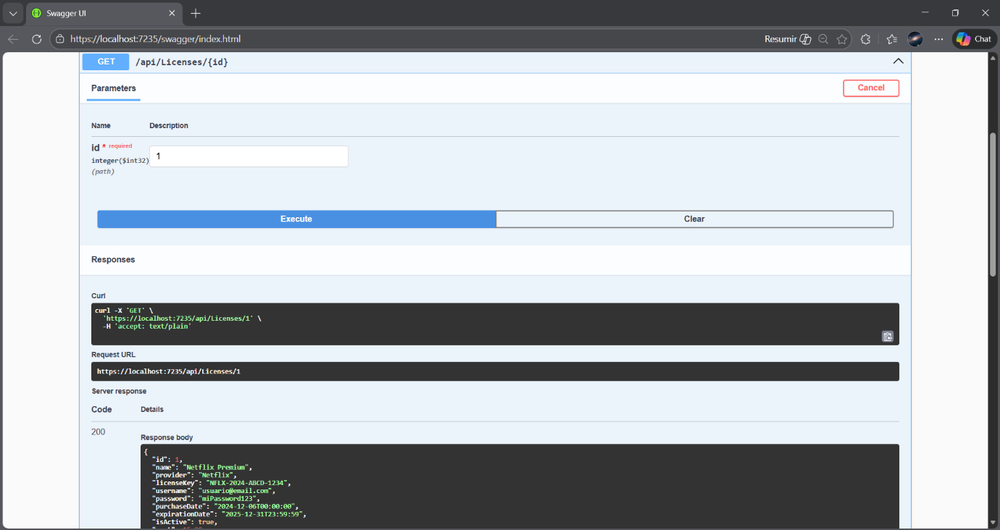 Swagger UI
https://localhost:7235/swagger/index.html
Resumir
Chat
GET /api/Licenses/{id}
Parameters
Cancel
Name Description
id * required
integer($int32)
(path)
1
Execute Clear
Responses
Curl
curl -X 'GET' \
'https://localhost:7235/api/Licenses/1' \
-H 'accept: text/plain'
Request URL
https://localhost:7235/api/Licenses/1
Server response
Code Details
200
Response body
{
"id": 1,
"name": "Netflix Premium",
"provider": "Netflix",
"licenseKey": "NFLX-2024-ABCD-1234",
"username": "usuario@email.com",
"password": "miPassword123",
"purchaseDate": "2024-12-06T00:00:00",
"expirationDate": "2025-12-31T23:59:59",
"isActive": true,